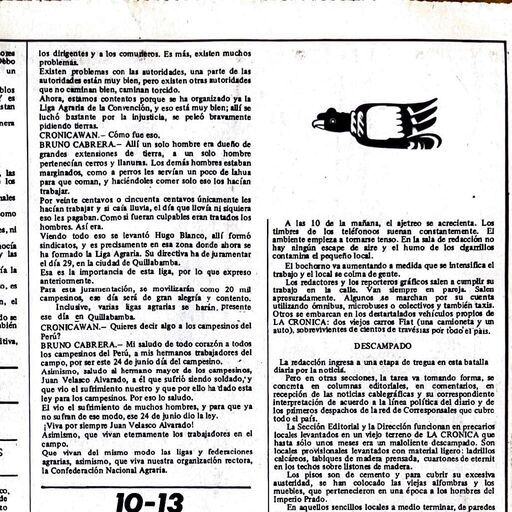 los dirigentes y a los comuneros. Es más, existen muchos
problemas.
Existen problemas con las autoridades, una parte de las
autoridades están muy bien, pero existen otras autoridades
que no caminan bien, caminan torcido.
Ahora, estamos contentos porque se ha organizado ya la
Liga Agraria de la Convención, y eso está muy bien; allí se
luchó bastante por la injusticia, se peleó bravamente
pidiendo tierras.
CRONICAWAN.– Cómo fue eso.
BRUNO CABRERA.– Allí un solo hombre era dueño de
grandes extensiones de tierra, a un solo hombre
pertenecían cerros y llanuras. Los demás hombres estaban
marginados, como a perros les servían un poco de lahua
para que coman, y haciéndoles comer solo eso los hacían
trabajar.
Por veinte centavos o cincuenta centavos únicamente les
hacían trabajar y si caía lluvia, el día que llovía ni siquiera
eso les pagaban. Como si fueran culpables eran tratados los
hombres. Así era.
Viendo todo eso se levantó Hugo Blanco, allí formó
sindicatos, y es precisamente en esa zona donde ahora se
ha formado la Liga Agraria. Su directiva ha de juramentar
el día 29, en la ciudad de Quillabamba.
Esa es la importancia de esta liga, por lo que expreso
anteriormente.
Para esta juramentación, se movilizarán como 20 mil
campesinos, ese día será de gran alegría y contento.
Inclusive, varias ligas agrarias se harán presente
ese día en Quillabamba.
CRONICAWAN.– Quieres decir algo a los campesinos del
Perú?
BRUNO CABRERA.– Mi saludo de todo corazón a todos
los campesinos del Perú, a mis hermanos trabajadores del
campo, por ser este 24 de junio día del campesino.
Asimismo, saludo al hermano mayor de los campesinos,
Juan Velasco Alvarado, a él que sufrió siendo soldado, y
que vio el sufrimiento nuestro y que por ello ha dado esta
ley para los campesinos. Por eso lo saludo.
El vio el sufrimiento de muchos hombres, y para que ya
no sufran de ese modo, este 24 de junio dio la ley.
¡Viva por siempre Juan Velasco Alvarado!
Asimismo, que vivan eternamente los trabajadores en el
campo.
Que vivan del mismo modo las ligas y federaciones
agrarias, asimismo, que viva nuestra organización rectora,
la Confederación Nacional Agraria.
10-13
A las 10 de la mañana, el ajetreo se acrecienta. Los
timbres de los teléfonos suenan constantemente. El
ambiente empieza a tornarse tenso. En la sala de redacción no
hay ningún escape de aire y el humo de los cigarrillos
contamina el pequeño local.
El bochorno va aumentando a medida que se intensifica el
trabajo y el local se colma de gente.
Los redactores y los reporteros gráficos salen a cumplir su
trabajo en la calle. Van siempre en pareja. Salen
apresuradamente. Algunos se marchan por su cuenta
utilizando ómnibus, microbuses o colectivos y también taxis.
Otros se embarcan en los destartalados vehículos propios de
LA CRONICA: dos viejos carros Fiat (una camioneta y un
auto), sobrevivientes de cientos de travesías por todo el país.
DESCAMPADO
La redacción ingresa a una etapa de tregua en esta batalla
diaria por la noticia.
Pero en otras secciones, la tarea va tomando forma, se
concreta en columnas editoriales, en comentarios, en
recepción de las noticias calegráficas y su correspondiente
interpretación de acuerdo a la línea política del diario y de
los primeros despachos de la red de Corresponsales que cubre
todo el país.
La Sección Editorial y la Dirección funcionan en precarios
locales levantados en un viejo terreno de LA CRONICA que
hasta sólo unos meses era un maloliente descampado. Son
locales provisionales levantados con material ligero: ladrillos
calcáreos, tabiques de madera prensada, cuartones de eternit
en los techos sobre listones de madera.
Los pisos son de cemento y para cubrir su excesiva
austeridad, se han colocado las viejas alfombras y los
muebles, que pertenecieron en una época a los hombres del
Imperio Prado.
En aquellos sencillos locales a medio terminar, de paredes